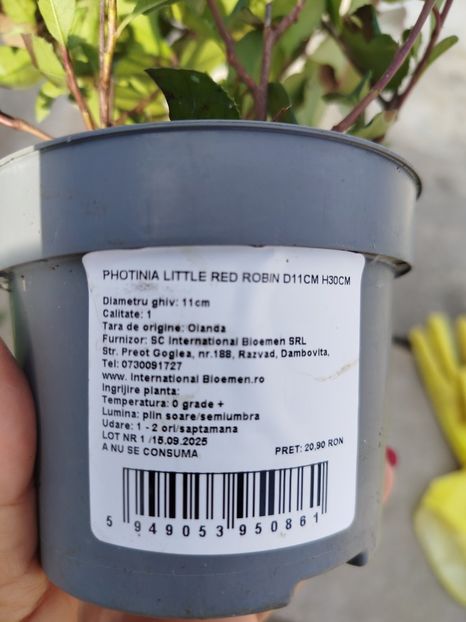 PHOTINIA LITTLE RED ROBIN D11CM H30CM
Diametru ghiv: 11cm
Calitate: 1
Tara de origine: Olanda
Furnizor: SC International Bioemen SRL
Str. Preot Goglea, nr.188, Razvad, Dambovita,
Tel: 0730091727
www. International Bioemen.ro
Ingrijire planta:
Temperatura: 0 grade +
Lumina: plin soare/semiumbra
Udare: 1 - 2 ori/saptamana
LOT NR 1 /15.09.2025
A NU SE CONSUMA
PRET: 20,90 RON
5 949053 950861